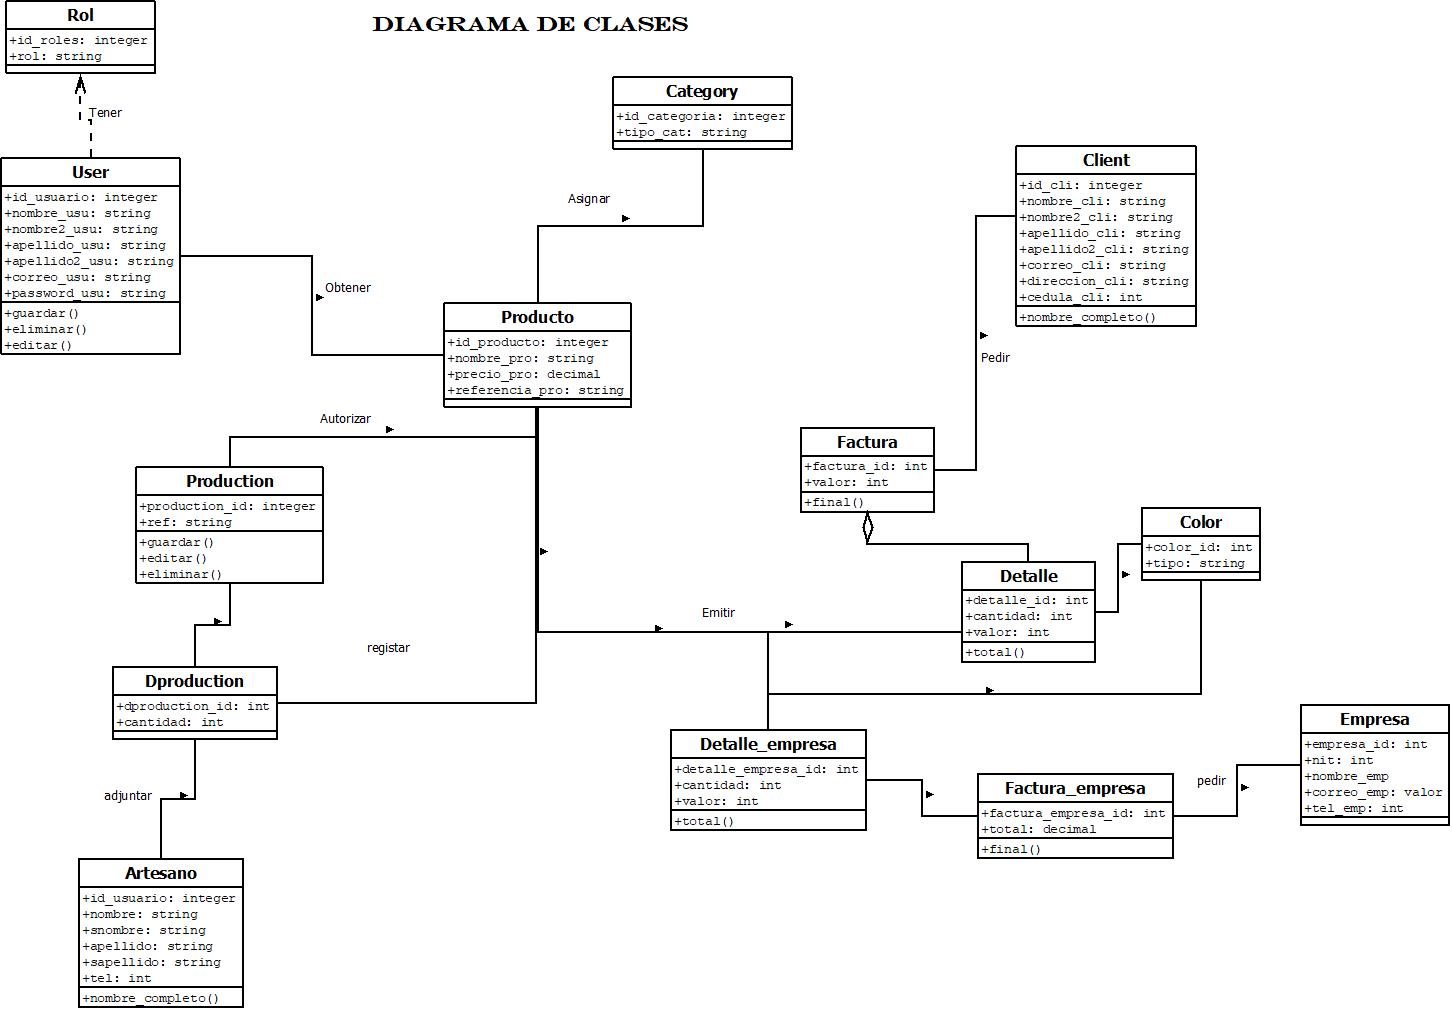 Rol
+id_roles: integer
+rol: string
DIAGRAMA DE CLASES
Tener
User
+id_usuario: integer
+nombre_usu: string
+nombre2_usu: string
+apellido_usu: string
+apellido2_usu: string
+correo_usu: string
+password_usu: string
+guardar()
+eliminar()
+editar()
Category
+id_categoria: integer
+tipo_cat: string
Asignar
Obtener
Client
+id_cli: integer
+nombre_cli: string
+nombre2_cli: string
+apellido_cli: string
+apellido2_cli: string
+correo_cli: string
+direccion_cli: string
+cedula_cli: int
+nombre_completo()
Pedir
Producto
+id_producto: integer
+nombre_pro: string
+precio_pro: decimal
+referencia_pro: string
Autorizar
Production
+production_id: integer
+ref: string
+guardar()
+editar()
+eliminar()
Factura
+factura_id: int
+valor: int
+final()
Color
+color_id: int
+tipo: string
Detalle
+detalle_id: int
+cantidad: int
+valor: int
+total()
Emitir
registar
Dproduction
+dproduction_id: int
+cantidad: int
adjuntar
Detalle_empresa
+detalle_empresa_id: int
+cantidad: int
+valor: int
+total()
Factura_empresa
+factura_empresa_id: int
+total: decimal
+final()
pedir
Empresa
+empresa_id: int
+nit: int
+nombre_emp
+correo_emp: valor
+tel_emp: int
Artesano
+id_usuario: integer
+nombre: string
+snombre: string
+apellido: string
+sapellido: string
+tel: int
+nombre_completo()